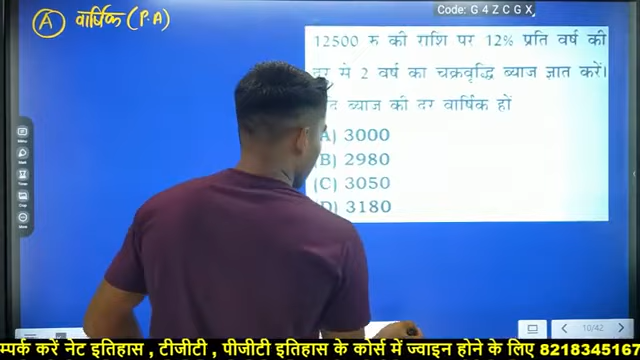 Code: G 4 Z C G X
(A) वार्षिक (P.A)
12500 रु की राशि पर 12% प्रति वर्ष की
दर से 2 वर्ष का चक्रवृद्धि ब्याज ज्ञात करें।
ब्याज की दर वार्षिक हों
A) 3000
(B) 2980
(C) 3050
D) 3180
10/42
म्पर्क करें नेट इतिहास , टीजीटी , पीजीटी इतिहास के कोर्स में ज्वाइन होने के लिए 8218345167